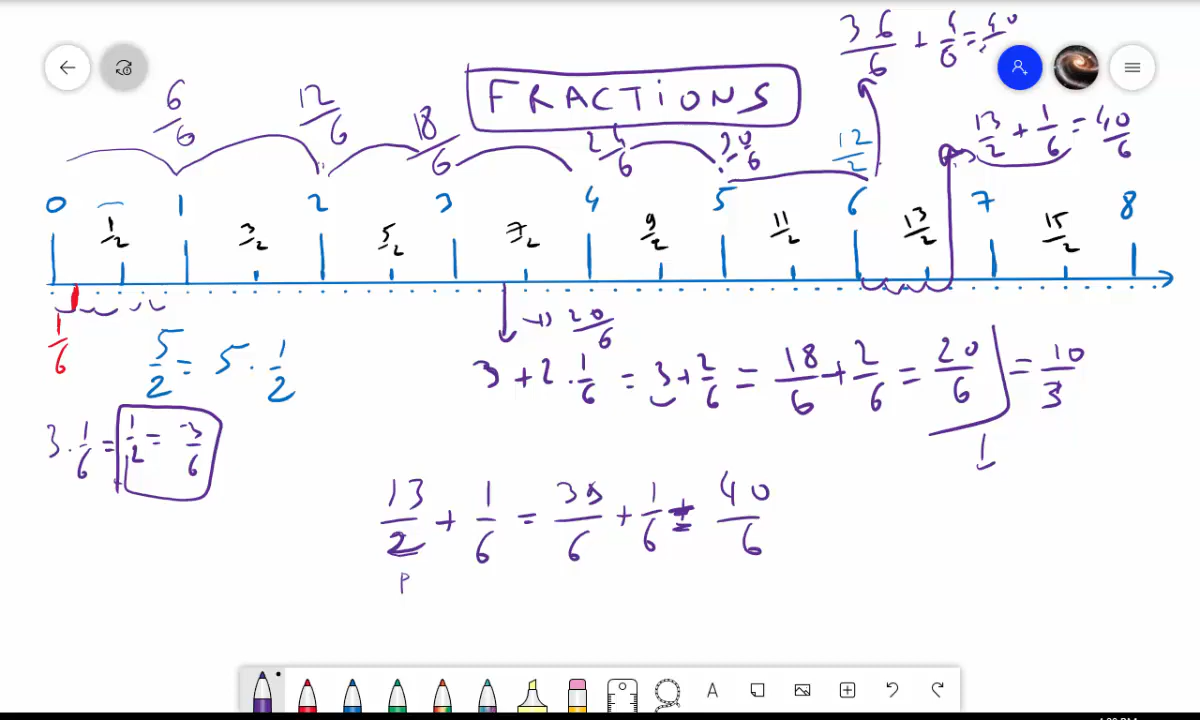 36/6 + 4/6 = 40
FRACTIONS
6/6 12/6 18/6 24/6 30/6 12/2
13/2 + 1/6 = 40/6
0 1 2 3 4 5 6 7 8
1/2 3/2 5/2 7/2 9/2 11/2 13/2 15/2
1/6
→ 20/6
5/2 = 5 · 1/2
3 + 2 · 1/6 = 3 + 2/6 = 18/6 + 2/6 = 20/6 = 10/3
3 · 1/6 = 1/2 = 3/6
13/2 + 1/6 = 39/6 + 1/6 = 40/6
A